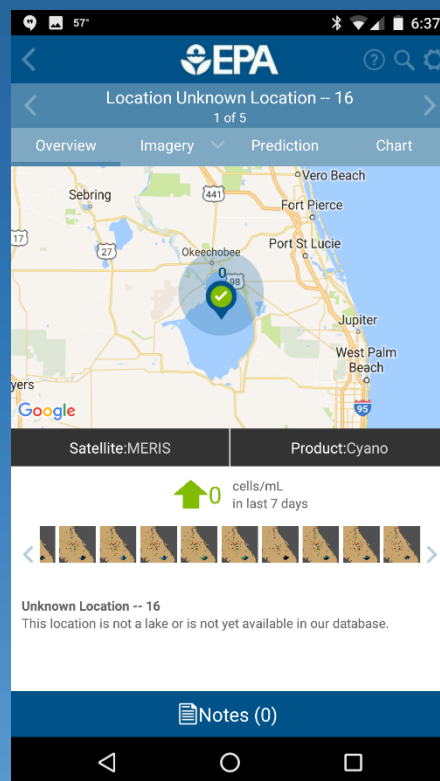 57° 6:37
EPA
Location Unknown Location -- 16
1 of 5
Overview Imagery Prediction Chart
Vero Beach
Sebring
441
Fort Pierce
17
27
Okeechobee
Port St Lucie
0
98
Jupiter
West Palm
Beach
yers
Google
95
Satellite:MERIS Product:Cyano
0 cells/mL
in last 7 days
Unknown Location -- 16
This location is not a lake or is not yet available in our database.
Notes (0)